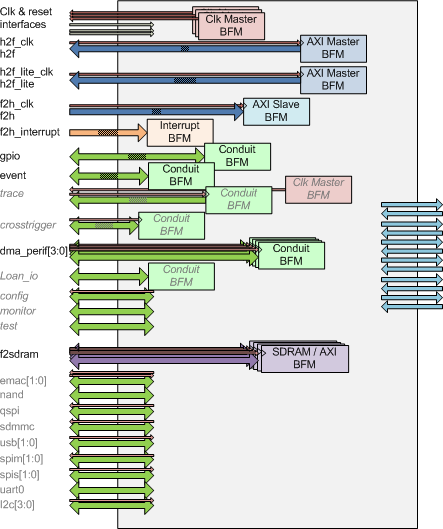 Clk & reset
interfaces
Clk Master
BFM
h2f_clk
h2f
AXI Master
BFM
h2f_lite_clk
h2f_lite
AXI Master
BFM
f2h_clk
f2h
AXI Slave
BFM
f2h_interrupt
Interrupt
BFM
gpio
Conduit
BFM
event
Conduit
BFM
trace
Conduit
BFM
Clk Master
BFM
crosstrigger
Conduit
BFM
dma_perif[3:0]
Conduit
BFM
Loan_io
Conduit
BFM
config
monitor
test
f2sdram
SDRAM / AXI
BFM
emac[1:0]
nand
qspi
sdmmc
usb[1:0]
spim[1:0]
spis[1:0]
uart0
I2c[3:0]